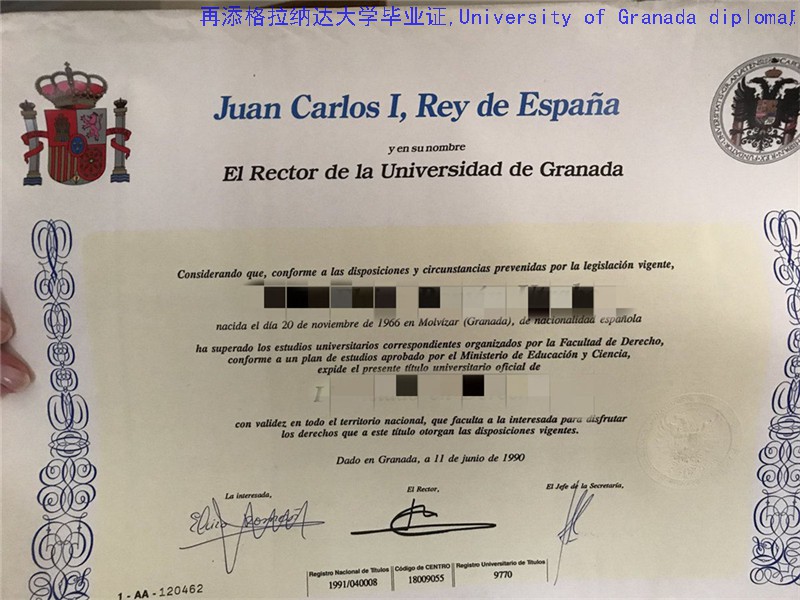 再添格拉纳达大学毕业证,University of Granada diploma
Juan Carlos I, Rey de España
y en su nombre
El Rector de la Universidad de Granada
Considerando que, conforme a las disposiciones y circunstancias prevenidas por la legislación vigente,
nacida el día 20 de noviembre de 1966 en Molvízar (Granada), de nacionalidad española
ha superado los estudios universitarios correspondientes organizados por la Facultad de Derecho,
conforme a un plan de estudios aprobado por el Ministerio de Educación y Ciencia,
expide el presente título universitario oficial de
con validez en todo el territorio nacional, que faculta a la interesada para disfrutar
los derechos que a este título otorgan las disposiciones vigentes.
Dado en Granada, a 11 de junio de 1990
La interesada, El Rector, El Jefe de la Secretaría,
Registro Nacional de Títulos Código de CENTRO Registro Universitario de Títulos
1991/040008 18009055 9770
1 - AA - 120462